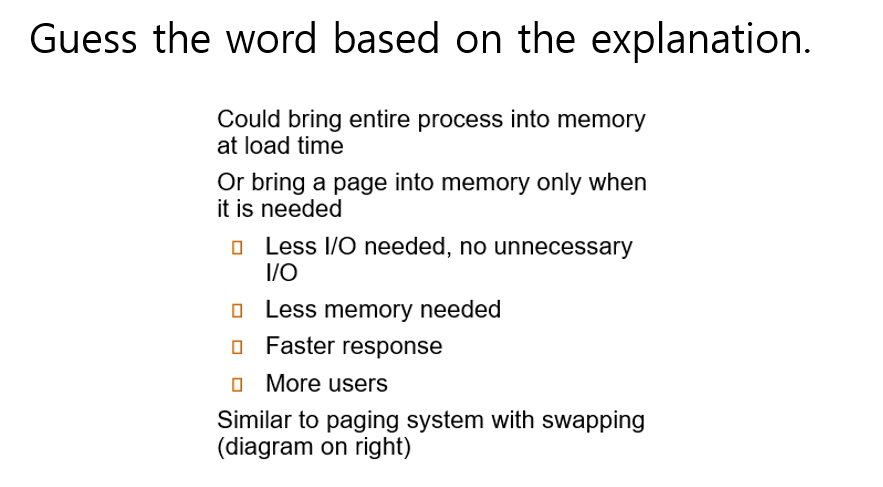 Guess the word based on the explanation.
Could bring entire process into memory
at load time
Or bring a page into memory only when
it is needed
Less I/O needed, no unnecessary
I/O
Less memory needed
Faster response
More users
Similar to paging system with swapping
(diagram on right)